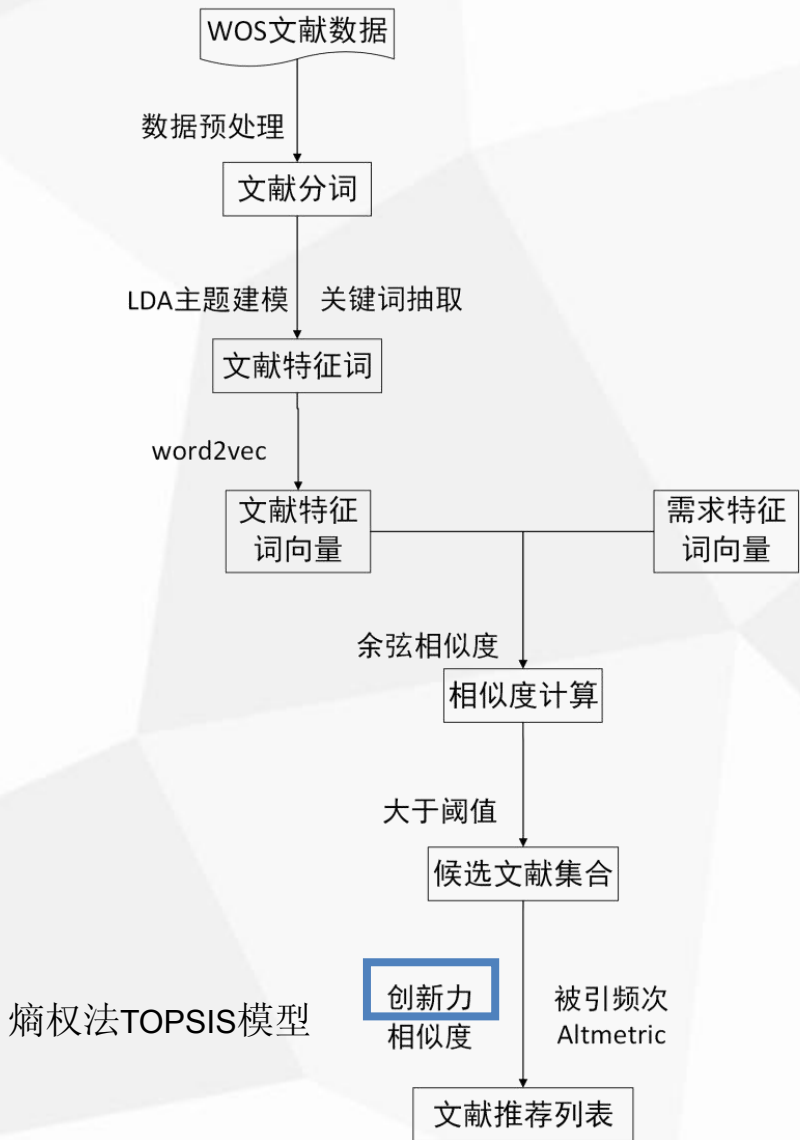 WOS文献数据
数据预处理
文献分词
LDA主题建模 关键词抽取
文献特征词
word2vec
文献特征
词向量
需求特征
词向量
余弦相似度
相似度计算
大于阈值
候选文献集合
熵权法TOPSIS模型
创新力
相似度
被引频次
Altmetric
文献推荐列表